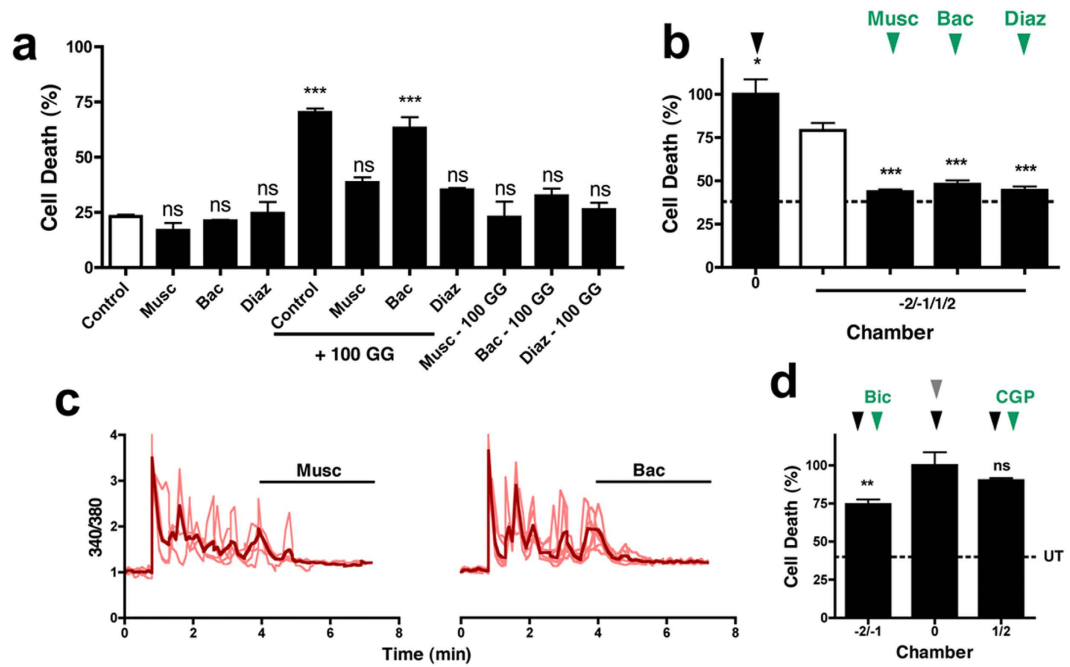 a
Cell Death (%)
100
75
50
25
0
ns
ns
ns
***
ns
***
ns
ns
ns
ns
Control
Musc
Bac
Diaz
Control
Musc
Bac
Diaz
Musc - 100 GG
Bac - 100 GG
Diaz - 100 GG
+ 100 GG
b
Musc Bac Diaz
Cell Death (%)
100
75
50
25
0
*
***
***
***
0
-2/-1/1/2
Chamber
c
340/380
4
3
2
1
0
Musc
Bac
0 2 4 6 8
0 2 4 6 8
Time (min)
d
Bic CGP
Cell Death (%)
100
75
50
25
0
**
ns
UT
-2/-1 0 1/2
Chamber